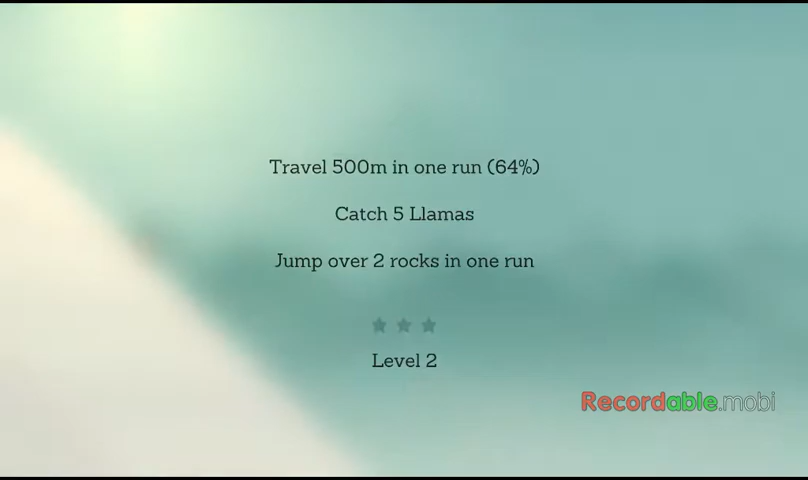 Travel 500m in one run (64%)
Catch 5 Llamas
Jump over 2 rocks in one run
Level 2
Recordable.mobi